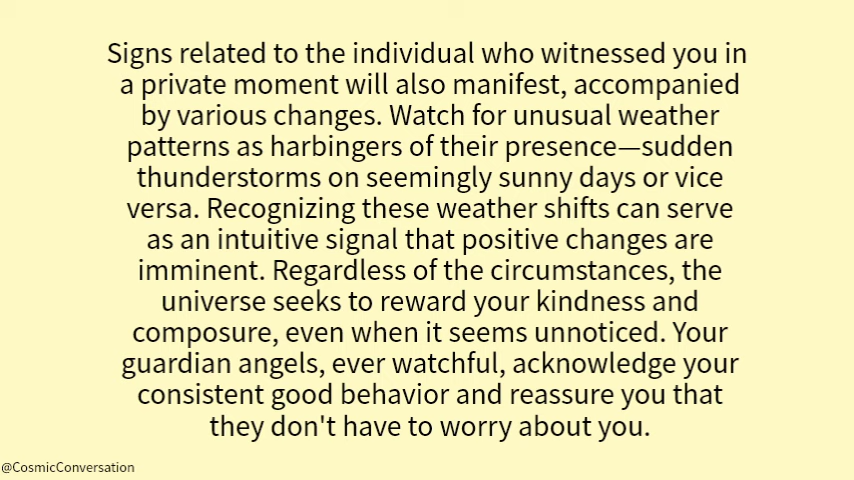 Signs related to the individual who witnessed you in
a private moment will also manifest, accompanied
by various changes. Watch for unusual weather
patterns as harbingers of their presence—sudden
thunderstorms on seemingly sunny days or vice
versa. Recognizing these weather shifts can serve
as an intuitive signal that positive changes are
imminent. Regardless of the circumstances, the
universe seeks to reward your kindness and
composure, even when it seems unnoticed. Your
guardian angels, ever watchful, acknowledge your
consistent good behavior and reassure you that
they don't have to worry about you.
@CosmicConversation